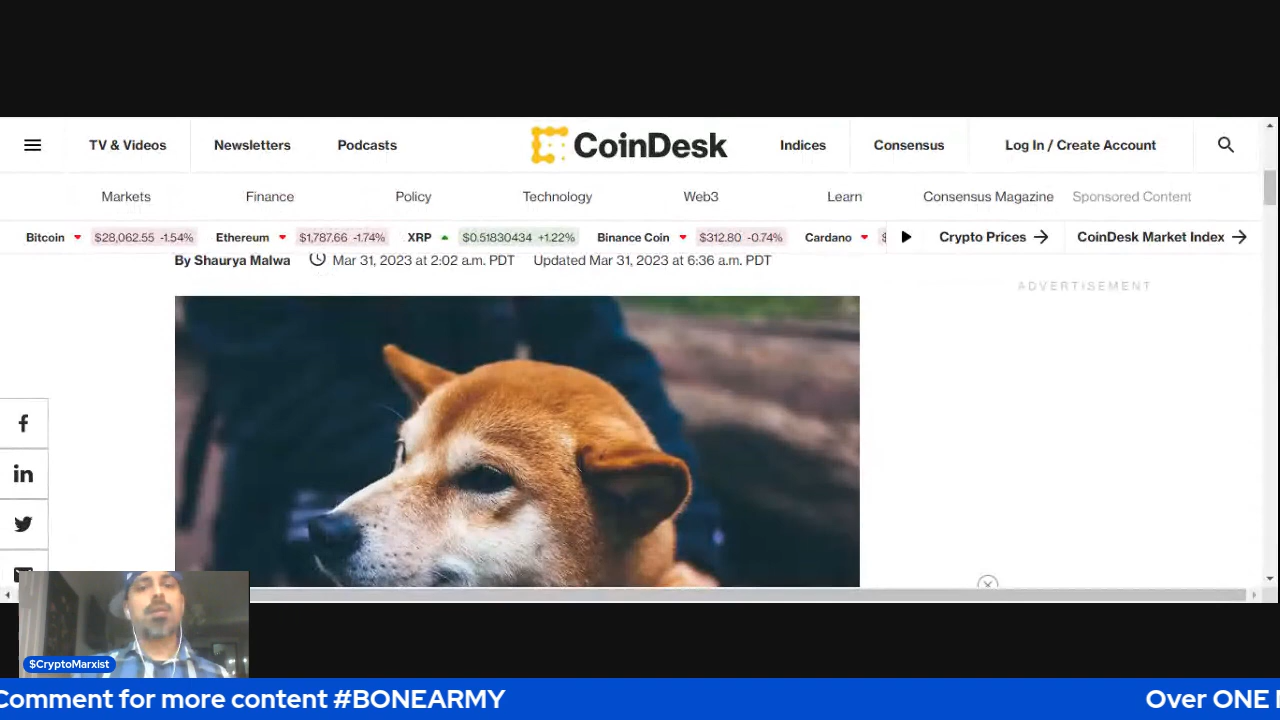 TV & Videos Newsletters Podcasts CoinDesk Indices Consensus Log In / Create Account
Markets Finance Policy Technology Web3 Learn Consensus Magazine Sponsored Content
Bitcoin $28,062.55 -1.54% Ethereum $1,787.66 -1.74% XRP $0.51830434 +1.22% Binance Coin $312.80 -0.74% Cardano $ Crypto Prices CoinDesk Market Index
By Shaurya Malwa Mar 31, 2023 at 2:02 a.m. PDT Updated Mar 31, 2023 at 6:36 a.m. PDT
ADVERTISEMENT
f
in
$CryptoMarxist
Comment for more content #BONEARMY Over ONE